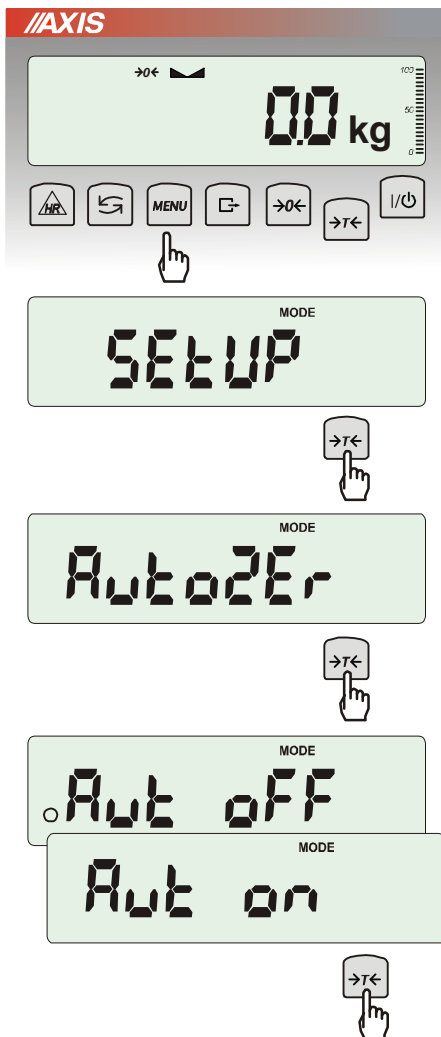 AXIS
→0←
100
50
0
0.0 kg
HR MENU →0← →T← I/
MODE
SEtUP
→T←
MODE
AutoZEr
→T←
MODE
Aut oFF
MODE
Aut on
→T←